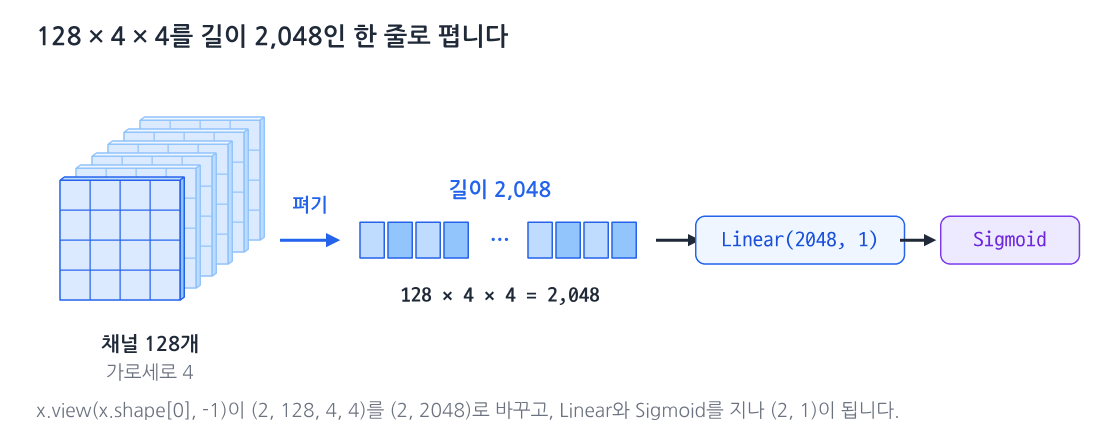 128 × 4 × 4를 길이 2,048인 한 줄로 폅니다
길이 2,048
펴기
···
Linear(2048, 1)
Sigmoid
128 × 4 × 4 = 2,048
채널 128개
가로세로 4
x.view(x.shape[0], -1)이 (2, 128, 4, 4)를 (2, 2048)로 바꾸고, Linear와 Sigmoid를 지나 (2, 1)이 됩니다.